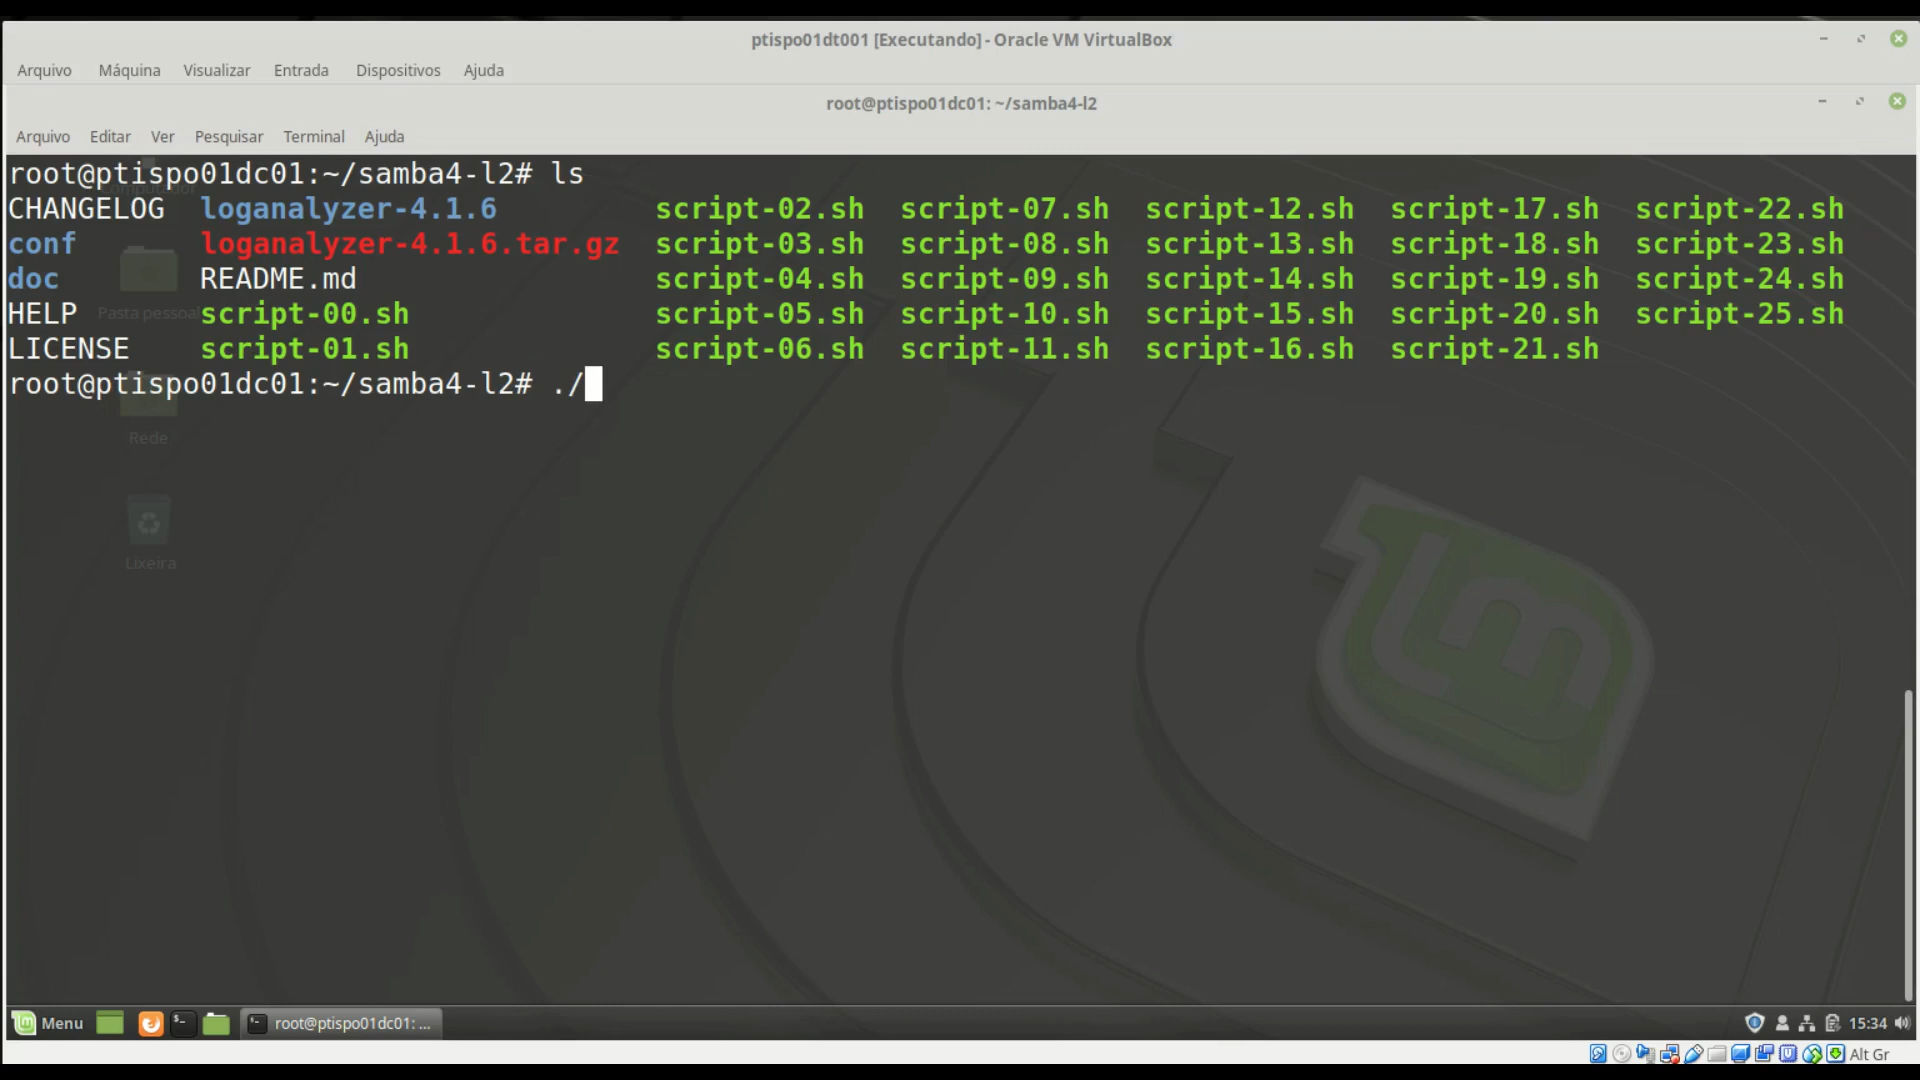 ptispo01dt001 [Executando] - Oracle VM VirtualBox
Arquivo Máquina Visualizar Entrada Dispositivos Ajuda
root@ptispo01dc01: ~/samba4-l2
Arquivo Editar Ver Pesquisar Terminal Ajuda
root@ptispo01dc01:~/samba4-l2# ls
CHANGELOG loganalyzer-4.1.6 script-02.sh script-07.sh script-12.sh script-17.sh script-22.sh
conf loganalyzer-4.1.6.tar.gz script-03.sh script-08.sh script-13.sh script-18.sh script-23.sh
doc README.md script-04.sh script-09.sh script-14.sh script-19.sh script-24.sh
HELP script-00.sh script-05.sh script-10.sh script-15.sh script-20.sh script-25.sh
LICENSE script-01.sh script-06.sh script-11.sh script-16.sh script-21.sh
root@ptispo01dc01:~/samba4-l2# ./
Computador
Pasta pessoal
Rede
Lixeira
Menu root@ptispo01dc01: ... 15:34
Alt Gr